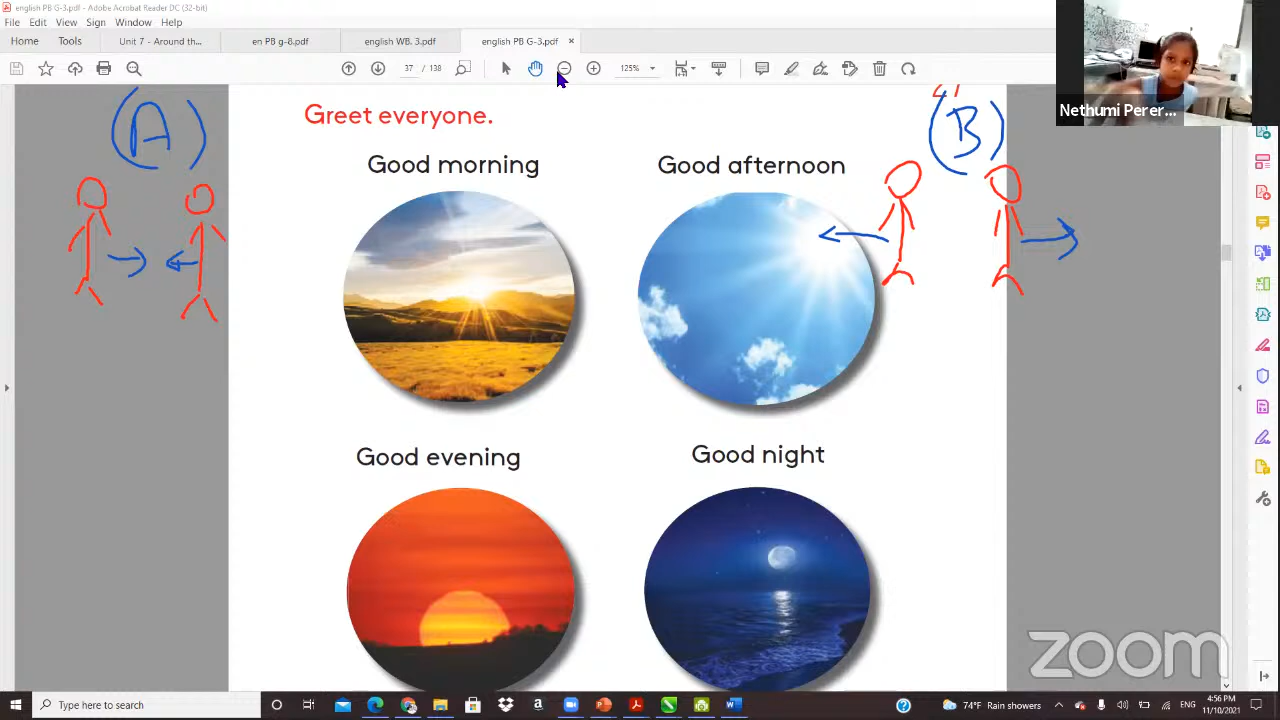 english PB G-3.pdf - Adobe Acrobat Reader DC (32-bit)
File Edit View Sign Window Help
Home Tools Unit 7 - Around th... en PB g-8.pdf english WB. 3.pdf english PB G-3.pdf ×
37 / 138 125%
Nethumi Perer...
(A) (B)
Greet everyone.
Good morning Good afternoon
Good evening Good night
zoom
Type here to search
74°F Rain showers
4:56 PM
11/10/2021